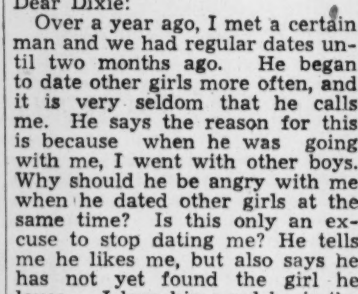 Dear Dixie:
Over a year ago, I met a certain
man and we had regular dates un-
til two months ago. He began
to date other girls more often, and
it is very seldom that he calls
me. He says the reason for this
is because when he was going
with me, I went with other boys.
Why should he be angry with me
when he dated other girls at the
same time? Is this only an ex-
cuse to stop dating me? He tells
me he likes me, but also says he
has not yet found the girl he